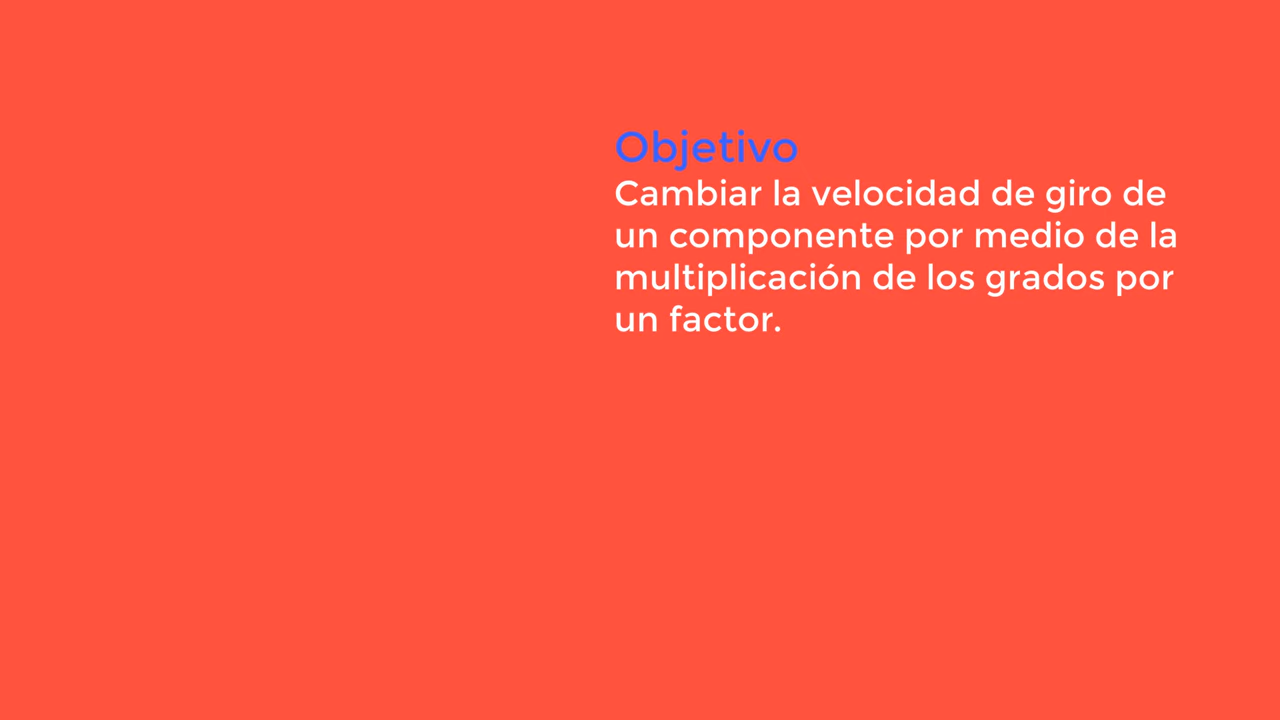 Objetivo
Cambiar la velocidad de giro de
un componente por medio de la
multiplicación de los grados por
un factor.